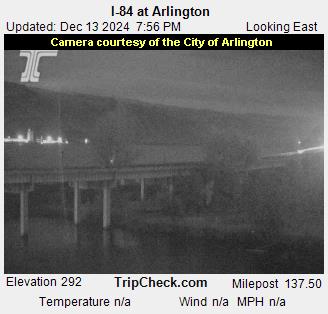 I-84 at Arlington
Updated: Dec 13 2024 7:56 PM Looking East
Camera courtesy of the City of Arlington
Elevation 292 TripCheck.com Milepost 137.50
Temperature n/a Wind n/a MPH n/a